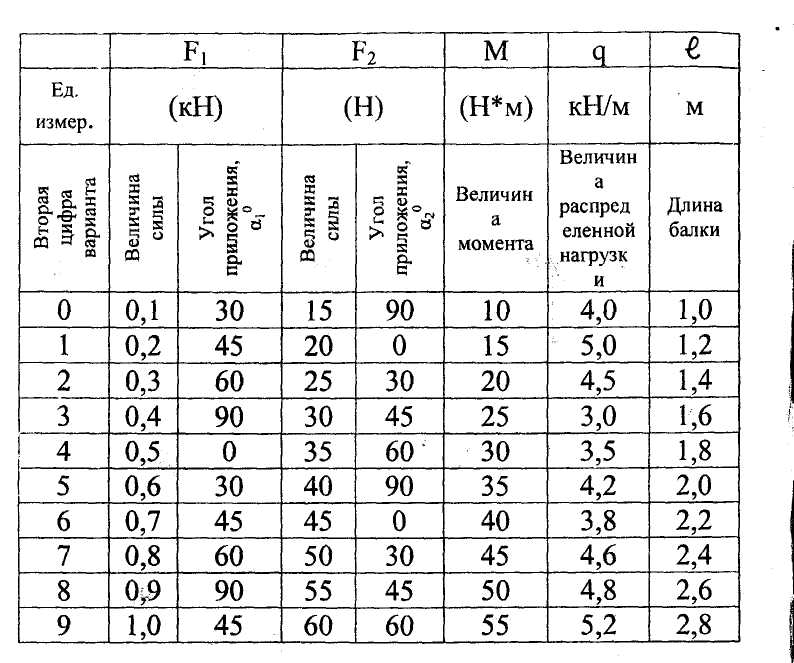 F₁ F₂ M q ℓ
Ед. измер. (кН) (Н) (Н*м) кН/м м
Вторая цифра варианта Величина силы Угол приложения, α₁⁰ Величина силы Угол приложения, α₂⁰ Величин а момента Величин а распред еленной нагрузк и Длина балки
0 0,1 30 15 90 10 4,0 1,0
1 0,2 45 20 0 15 5,0 1,2
2 0,3 60 25 30 20 4,5 1,4
3 0,4 90 30 45 25 3,0 1,6
4 0,5 0 35 60 30 3,5 1,8
5 0,6 30 40 90 35 4,2 2,0
6 0,7 45 45 0 40 3,8 2,2
7 0,8 60 50 30 45 4,6 2,4
8 0,9 90 55 45 50 4,8 2,6
9 1,0 45 60 60 55 5,2 2,8